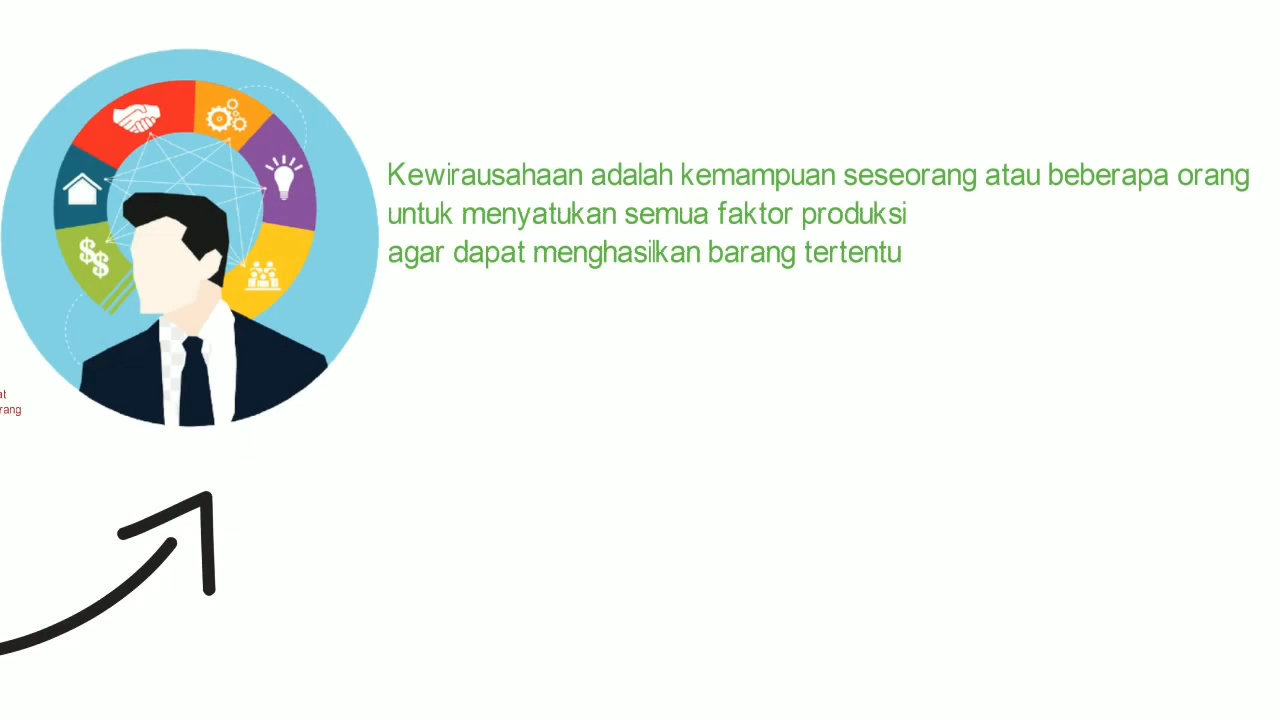 Kewirausahaan adalah kemampuan seseorang atau beberapa orang
untuk menyatukan semua faktor produksi
agar dapat menghasilkan barang tertentu